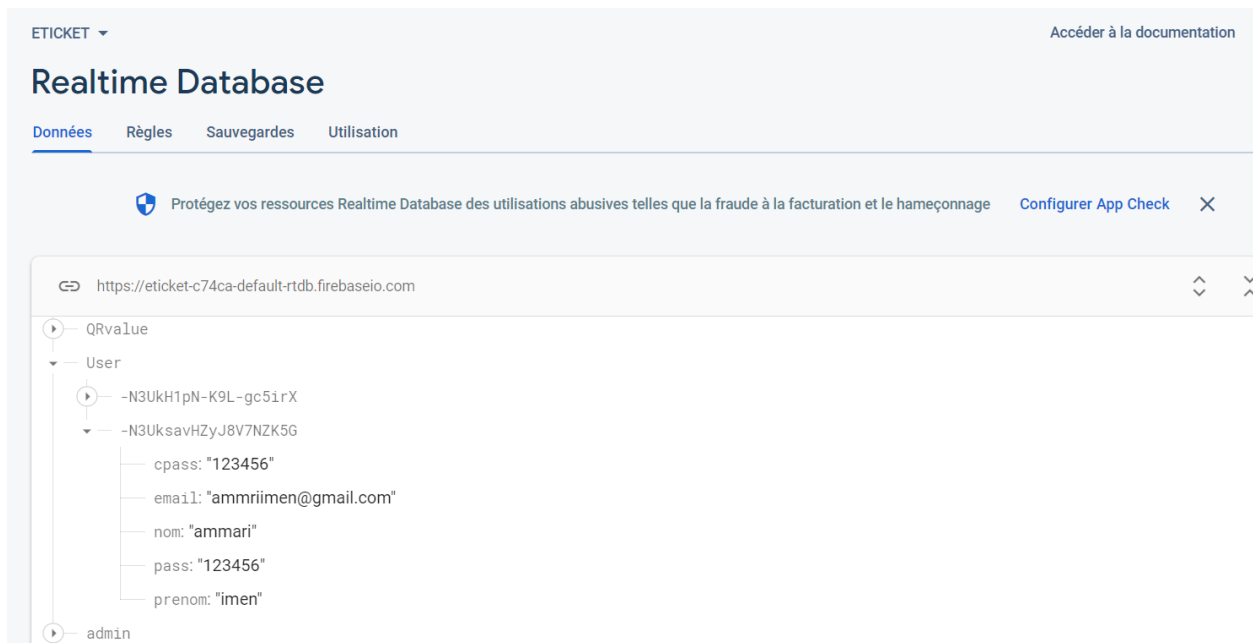 ETICKET
Accéder à la documentation
Realtime Database
Données Règles Sauvegardes Utilisation
Protégez vos ressources Realtime Database des utilisations abusives telles que la fraude à la facturation et le hameçonnage Configurer App Check
https://eticket-c74ca-default-rtdb.firebaseio.com
QRvalue
User
-N3UkH1pN-K9L-gc5irX
-N3UksavHZyJ8V7NZK5G
cpass: "123456"
email: "ammriimen@gmail.com"
nom: "ammari"
pass: "123456"
prenom: "imen"
admin